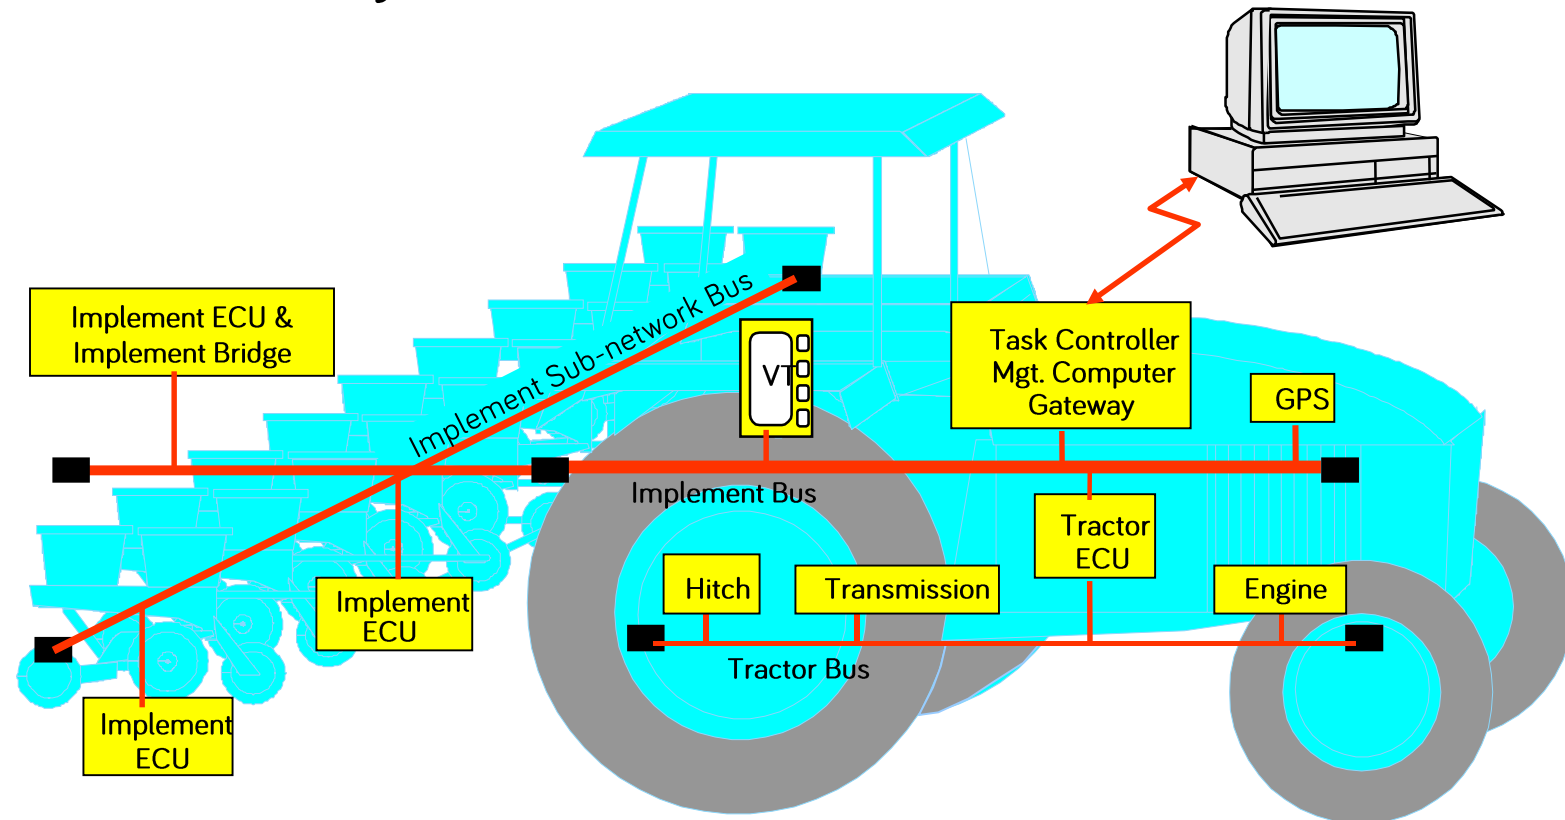 Implement ECU &
Implement Bridge
Implement Sub-network Bus
VT
Task Controller
Mgt. Computer
Gateway
GPS
Implement Bus
Tractor
ECU
Hitch
Transmission
Engine
Implement
ECU
Tractor Bus
Implement
ECU